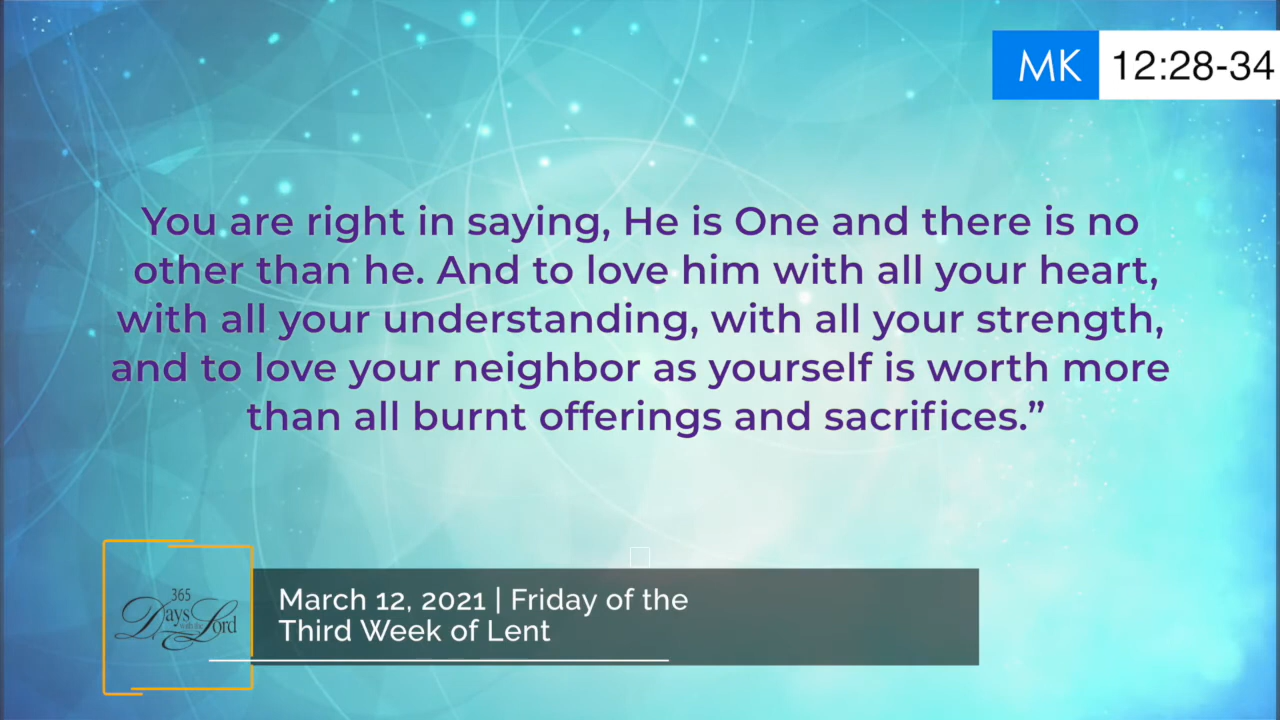 MK 12:28-34
You are right in saying, He is One and there is no
other than he. And to love him with all your heart,
with all your understanding, with all your strength,
and to love your neighbor as yourself is worth more
than all burnt offerings and sacrifices.”
365
Days with the Lord
March 12, 2021 | Friday of the
Third Week of Lent